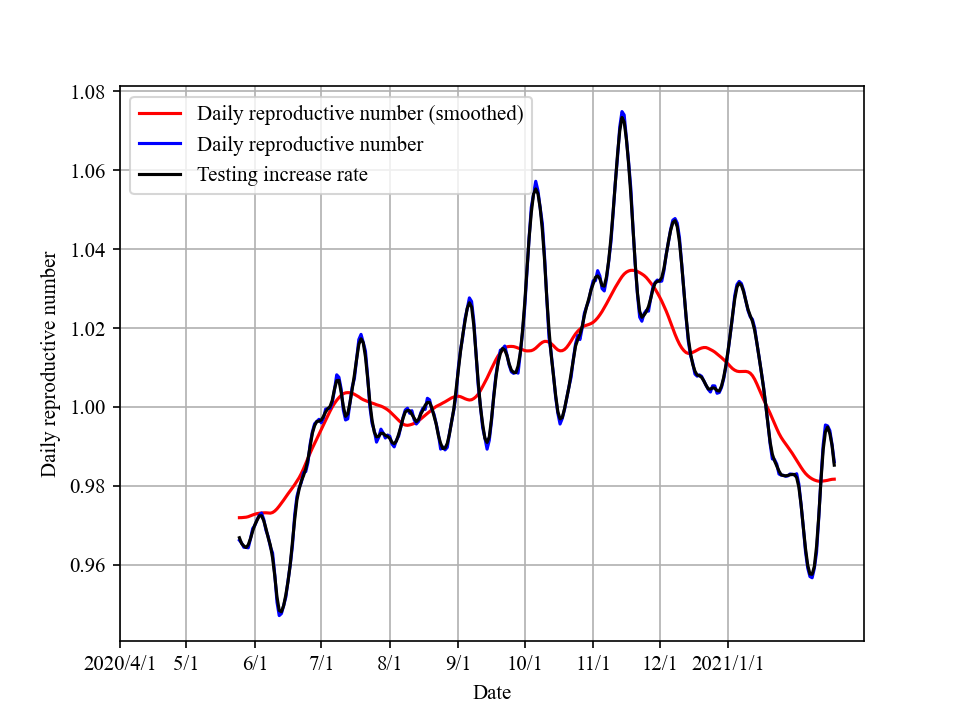 1.08
1.06
1.04
1.02
1.00
0.98
0.96
Daily reproductive number
Daily reproductive number (smoothed)
Daily reproductive number
Testing increase rate
2020/4/1 5/1 6/1 7/1 8/1 9/1 10/1 11/1 12/1 2021/1/1
Date